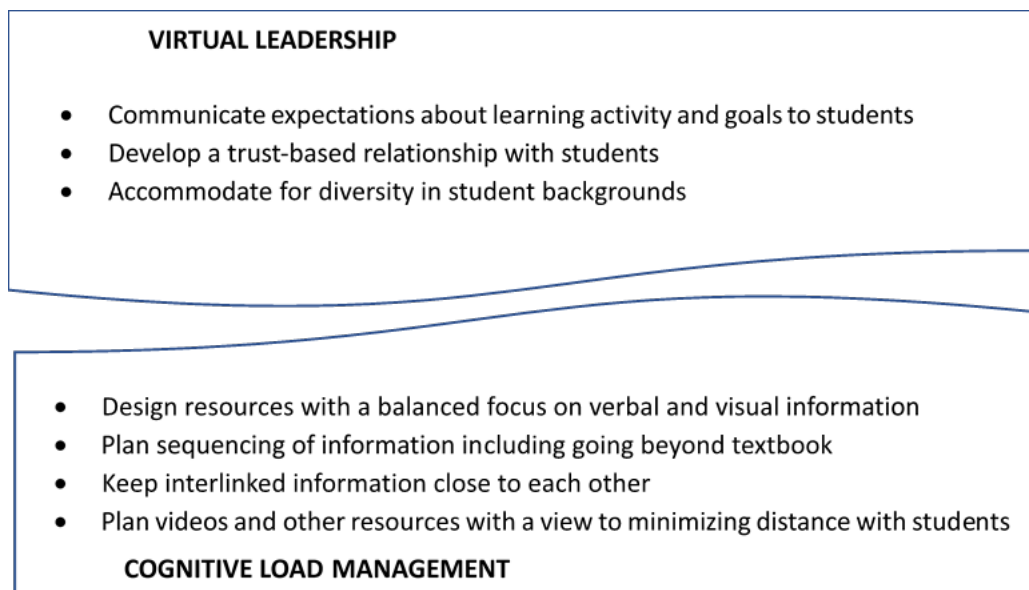 VIRTUAL LEADERSHIP
• Communicate expectations about learning activity and goals to students
• Develop a trust-based relationship with students
• Accommodate for diversity in student backgrounds
• Design resources with a balanced focus on verbal and visual information
• Plan sequencing of information including going beyond textbook
• Keep interlinked information close to each other
• Plan videos and other resources with a view to minimizing distance with students
COGNITIVE LOAD MANAGEMENT